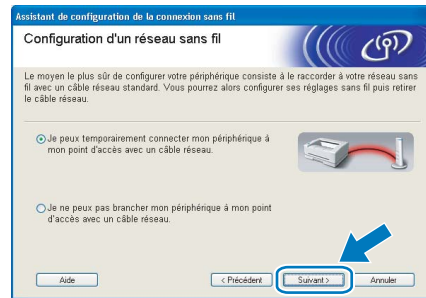 Assistant de configuration de la connexion sans fil
Configuration d'un réseau sans fil
Le moyen le plus sûr de configurer votre périphérique consiste à le raccorder à votre réseau sans
fil avec un câble réseau standard. Vous pourrez alors configurer ses réglages sans fil puis retirer
le câble réseau.
Je peux temporairement connecter mon périphérique à
mon point d'accès avec un câble réseau.
Je ne peux pas brancher mon périphérique à mon point
d'accès avec un câble réseau.
Aide
< Précédent
Suivant >
Annuler